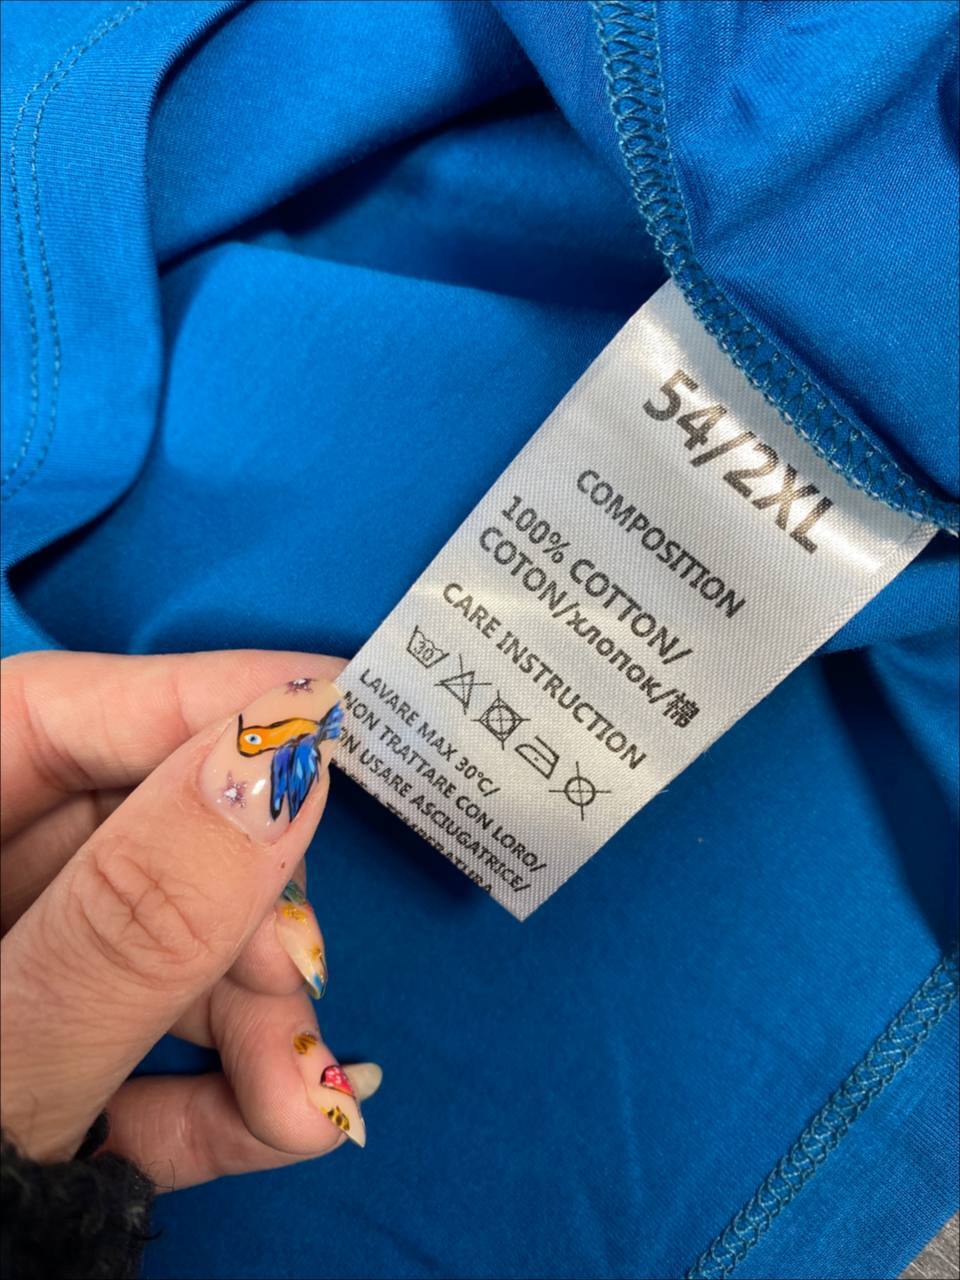 54/2XL
COMPOSITION
100% COTTON/
COTON/хлопок/棉
CARE INSTRUCTION
30
LAVARE MAX 30°C/
NON TRATTARE CON LORO/
USARE ASCIUGATRICE/
TEMPERATURA